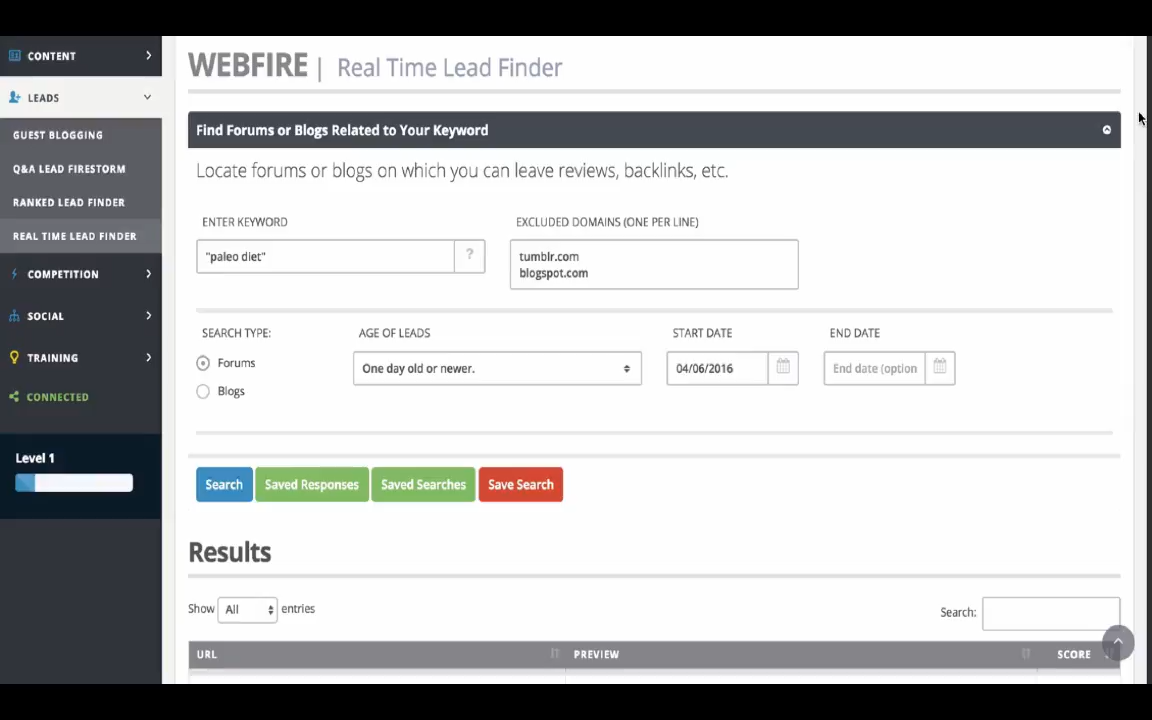 CONTENT
LEADS
GUEST BLOGGING
Q&A LEAD FIRESTORM
RANKED LEAD FINDER
REAL TIME LEAD FINDER
COMPETITION
SOCIAL
TRAINING
CONNECTED
Level 1
WEBFIRE | Real Time Lead Finder
Find Forums or Blogs Related to Your Keyword
Locate forums or blogs on which you can leave reviews, backlinks, etc.
ENTER KEYWORD
"paleo diet"
?
EXCLUDED DOMAINS (ONE PER LINE)
tumblr.com
blogspot.com
SEARCH TYPE:
Forums
Blogs
AGE OF LEADS
One day old or newer.
START DATE
04/06/2016
END DATE
End date (option
Search
Saved Responses
Saved Searches
Save Search
Results
Show All entries
Search:
URL
PREVIEW
SCORE